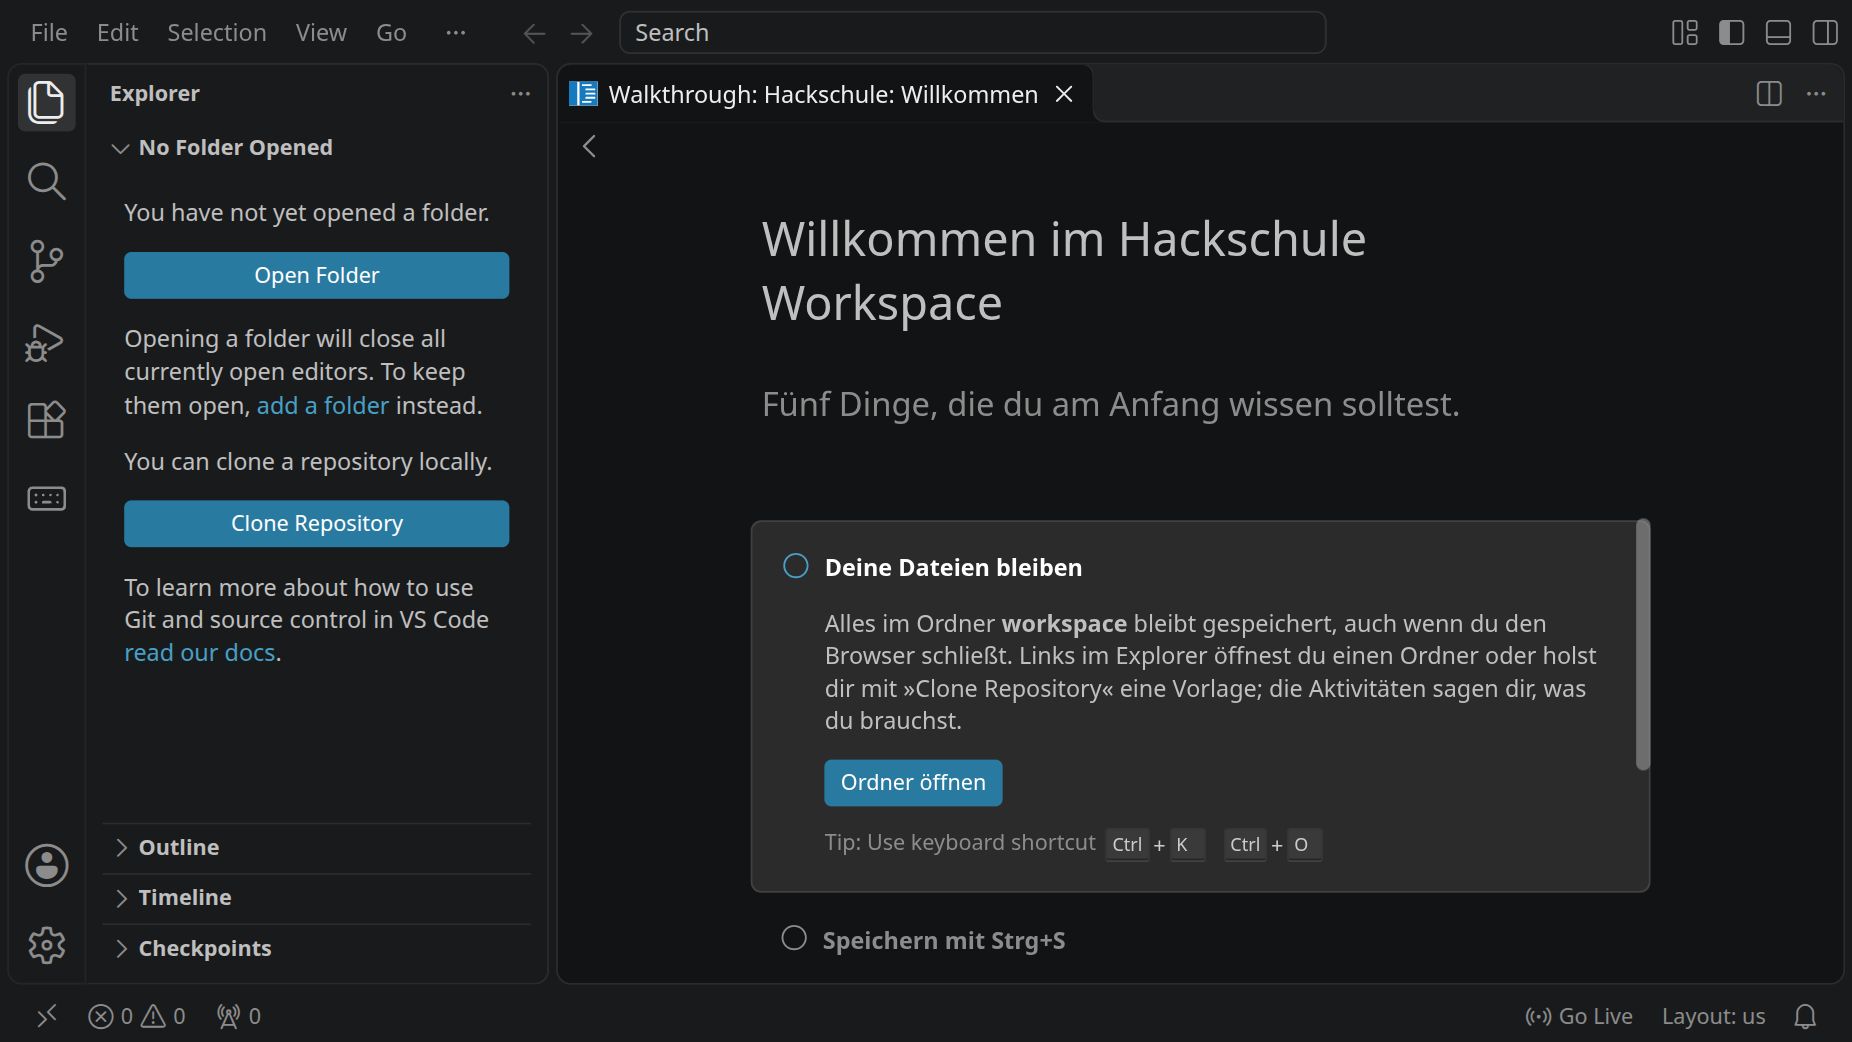 File Edit Selection View Go
Search
Explorer
No Folder Opened
You have not yet opened a folder.
Open Folder
Opening a folder will close all
currently open editors. To keep
them open, add a folder instead.
You can clone a repository locally.
Clone Repository
To learn more about how to use
Git and source control in VS Code
read our docs.
Outline
Timeline
Checkpoints
Walkthrough: Hackschule: Willkommen
Willkommen im Hackschule
Workspace
Fünf Dinge, die du am Anfang wissen solltest.
Deine Dateien bleiben
Alles im Ordner workspace bleibt gespeichert, auch wenn du den
Browser schließt. Links im Explorer öffnest du einen Ordner oder holst
dir mit »Clone Repository« eine Vorlage; die Aktivitäten sagen dir, was
du brauchst.
Ordner öffnen
Tip: Use keyboard shortcut Ctrl + K Ctrl + O
Speichern mit Strg+S
0 0 0
Go Live Layout: us